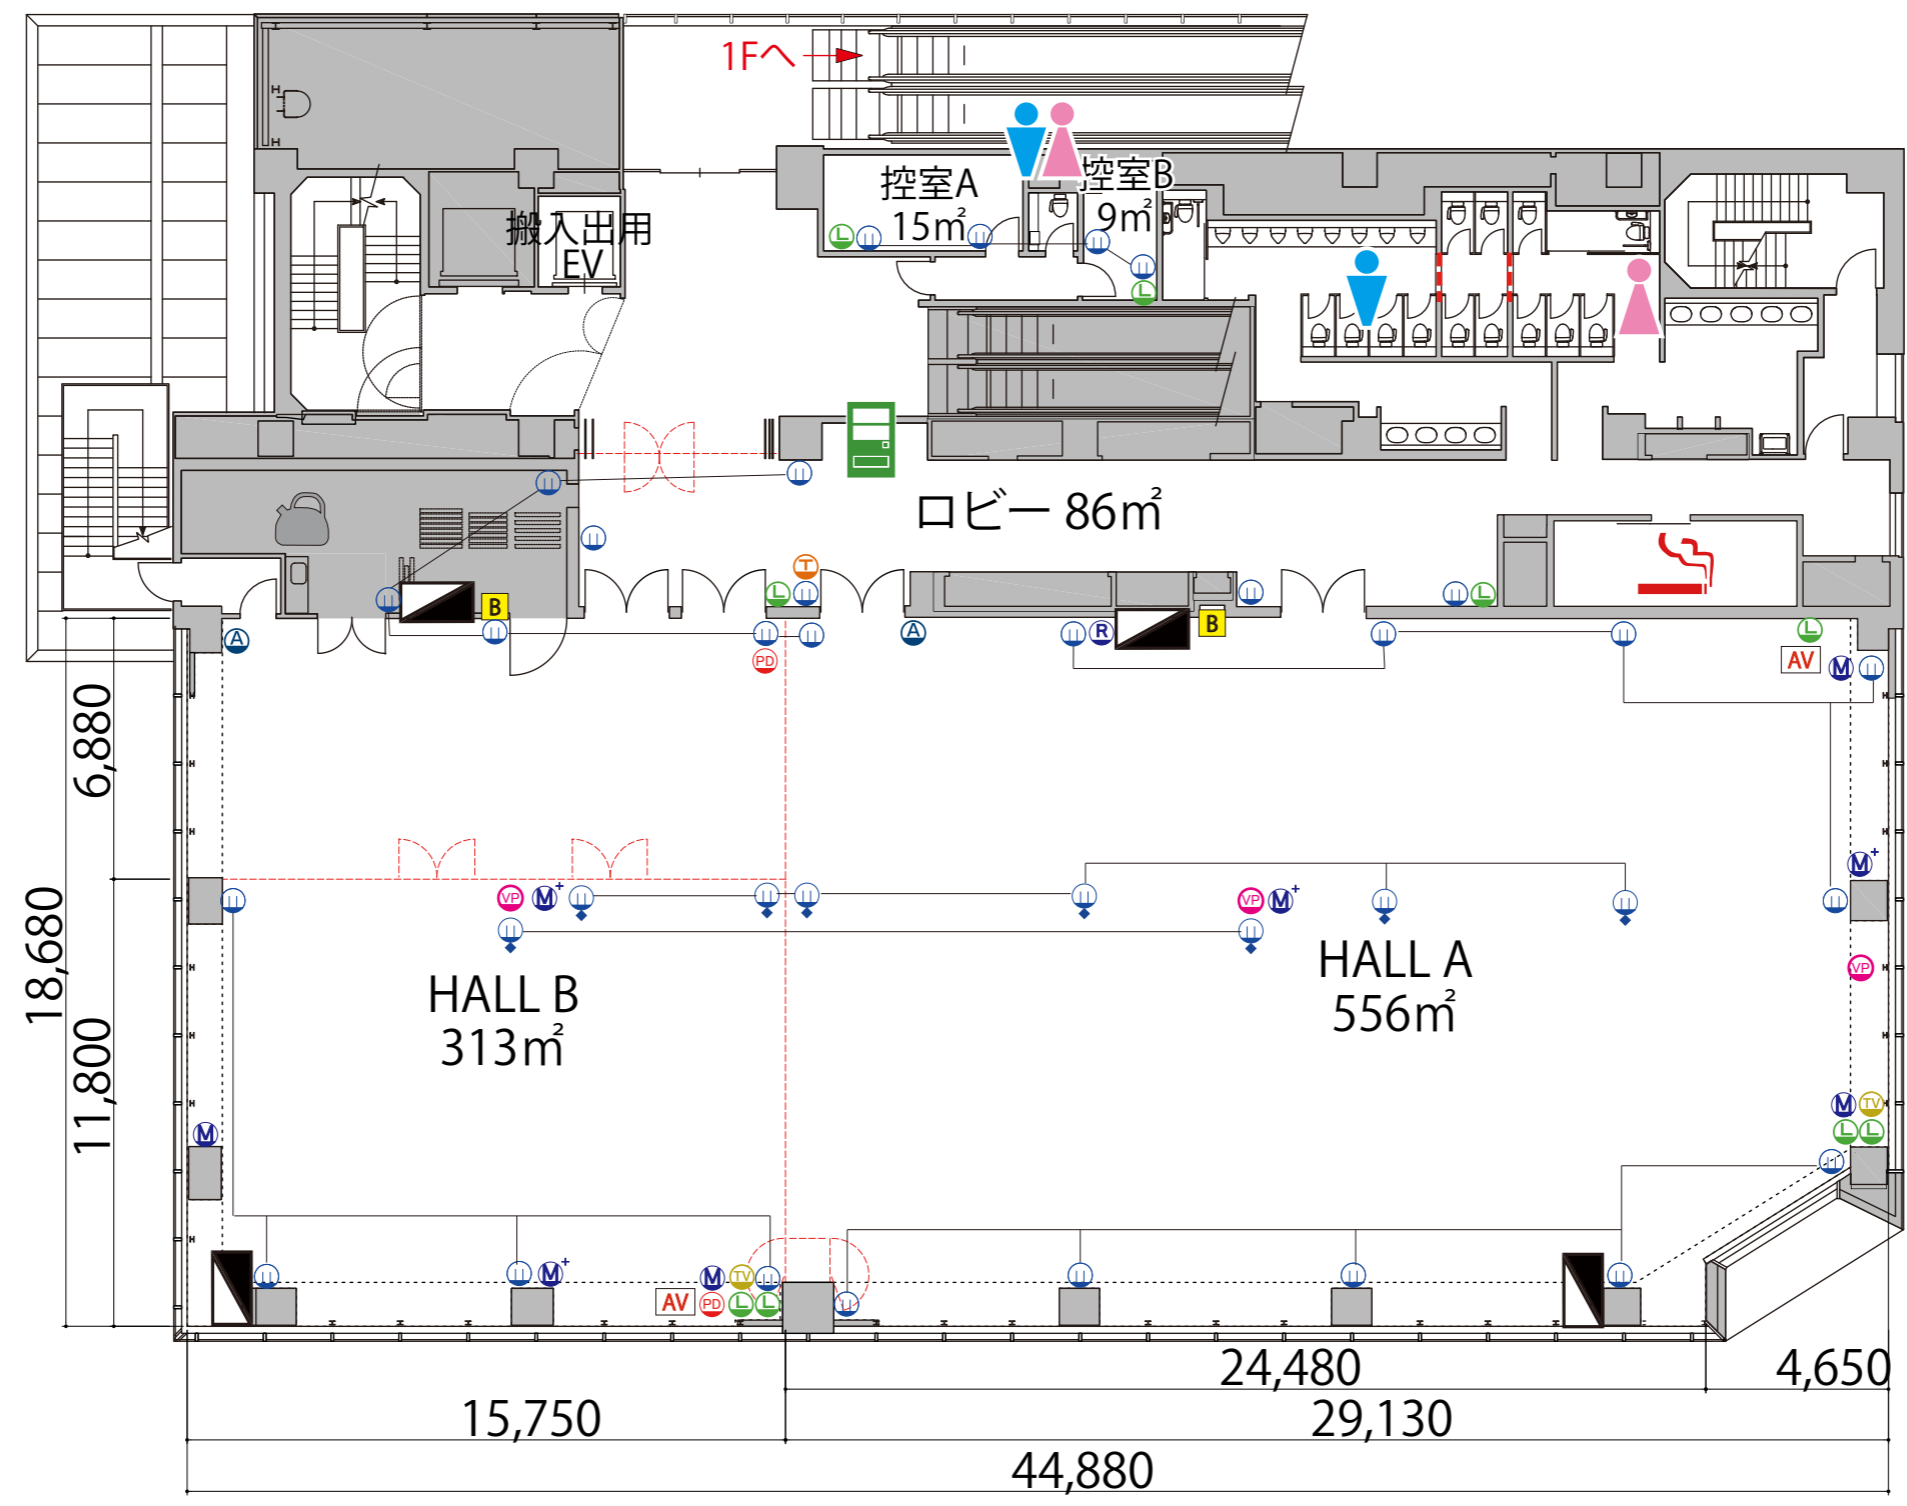 1Fへ
控室A
15㎡
控室B
9㎡
搬入出用
EV
ロビー 86㎡
T
L
L
L
L
B
B
A
A
R
PD
L
AV
M
6,880
18,680
11,800
VP
M+
VP
M+
M+
VP
HALL B
313㎡
HALL A
556㎡
M
M
TV
L
L
M+
M
TV
AV
PD
L
L
24,480
4,650
15,750
29,130
44,880